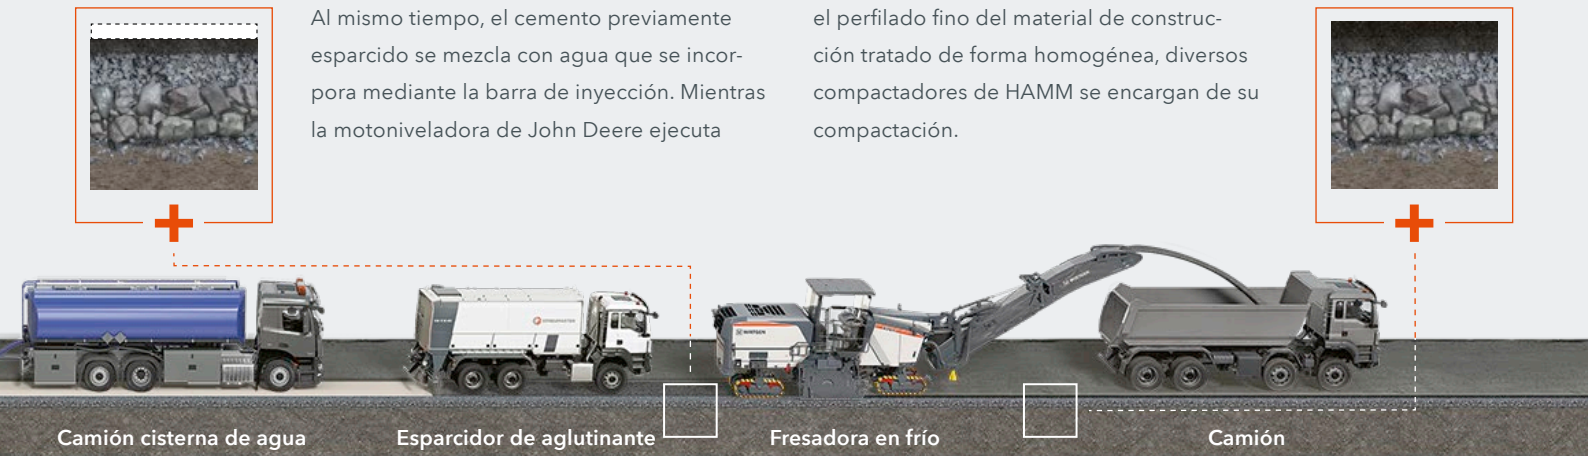 Al mismo tiempo, el cemento previamente
esparcido se mezcla con agua que se incor-
pora mediante la barra de inyección. Mientras
la motoniveladora de John Deere ejecuta
el perfilado fino del material de construc-
ción tratado de forma homogénea, diversos
compactadores de HAMM se encargan de su
compactación.
STREUMASTER
WIRTGEN
WIRTGEN
Camión cisterna de agua
Esparcidor de aglutinante
Fresadora en frío
Camión